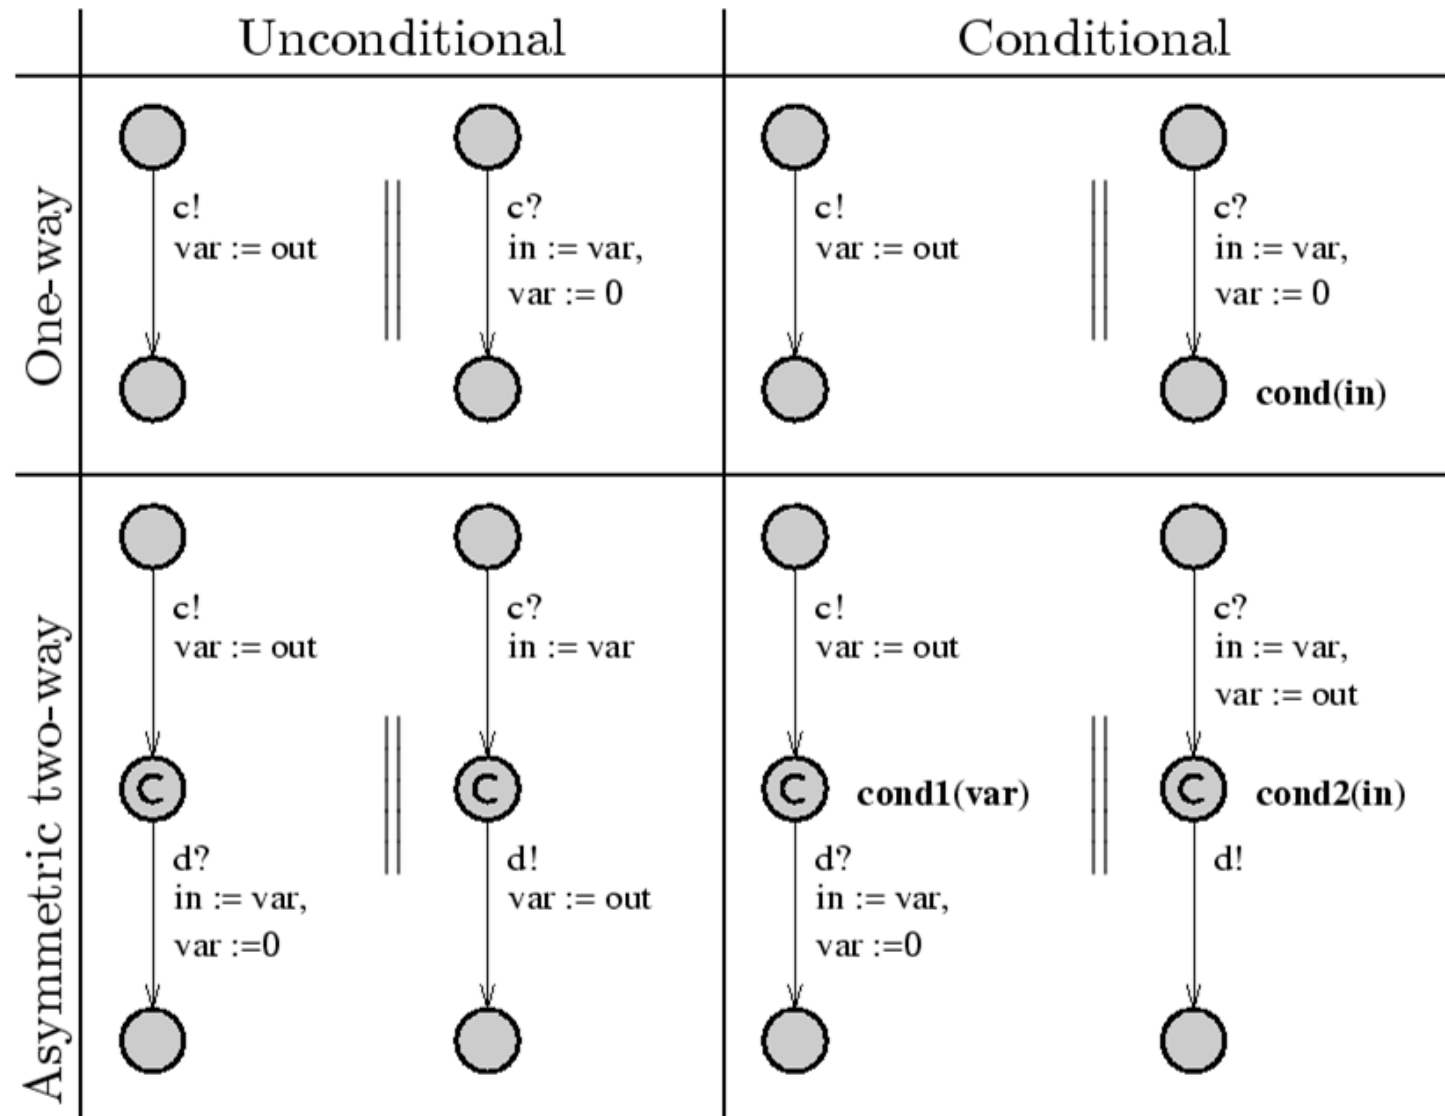 Unconditional
Conditional
One-way
c!
var := out
c?
in := var,
var := 0
c!
var := out
c?
in := var,
var := 0
cond(in)
Asymmetric two-way
c!
var := out
C
d?
in := var,
var :=0
c?
in := var
C
d!
var := out
c!
var := out
C
cond1(var)
d?
in := var,
var :=0
c?
in := var,
var := out
C
cond2(in)
d!